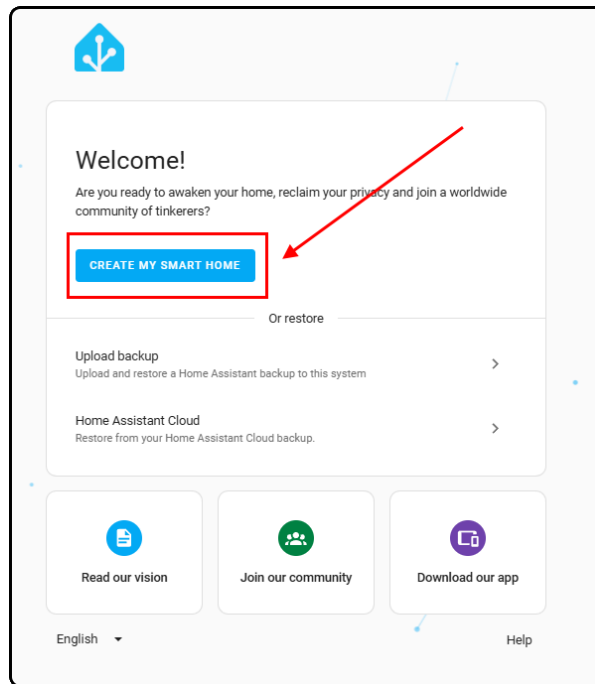 Welcome!
Are you ready to awaken your home, reclaim your privacy and join a worldwide
community of tinkerers?
CREATE MY SMART HOME
Or restore
Upload backup
Upload and restore a Home Assistant backup to this system
Home Assistant Cloud
Restore from your Home Assistant Cloud backup.
Read our vision
Join our community
Download our app
English
Help